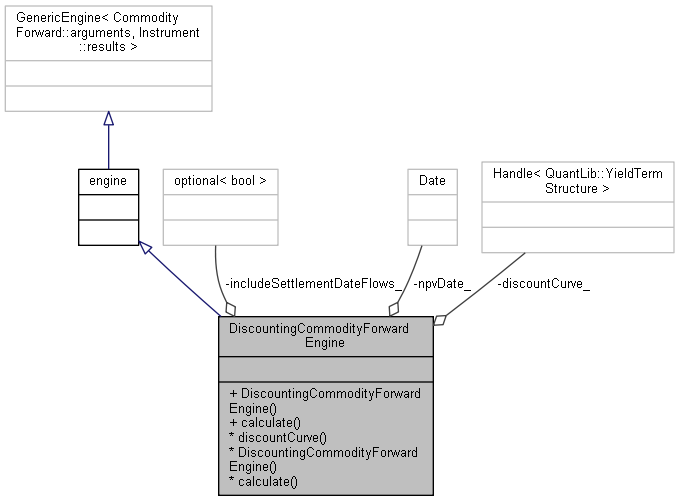 GenericEngine< Commodity
Forward::arguments, Instrument
::results >
engine
optional< bool >
Date
Handle< QuantLib::YieldTerm
Structure >
-includeSettlementDateFlows_
-npvDate_
-discountCurve_
DiscountingCommodityForward
Engine
+ DiscountingCommodityForward
Engine()
+ calculate()
* discountCurve()
* DiscountingCommodityForward
Engine()
* calculate()